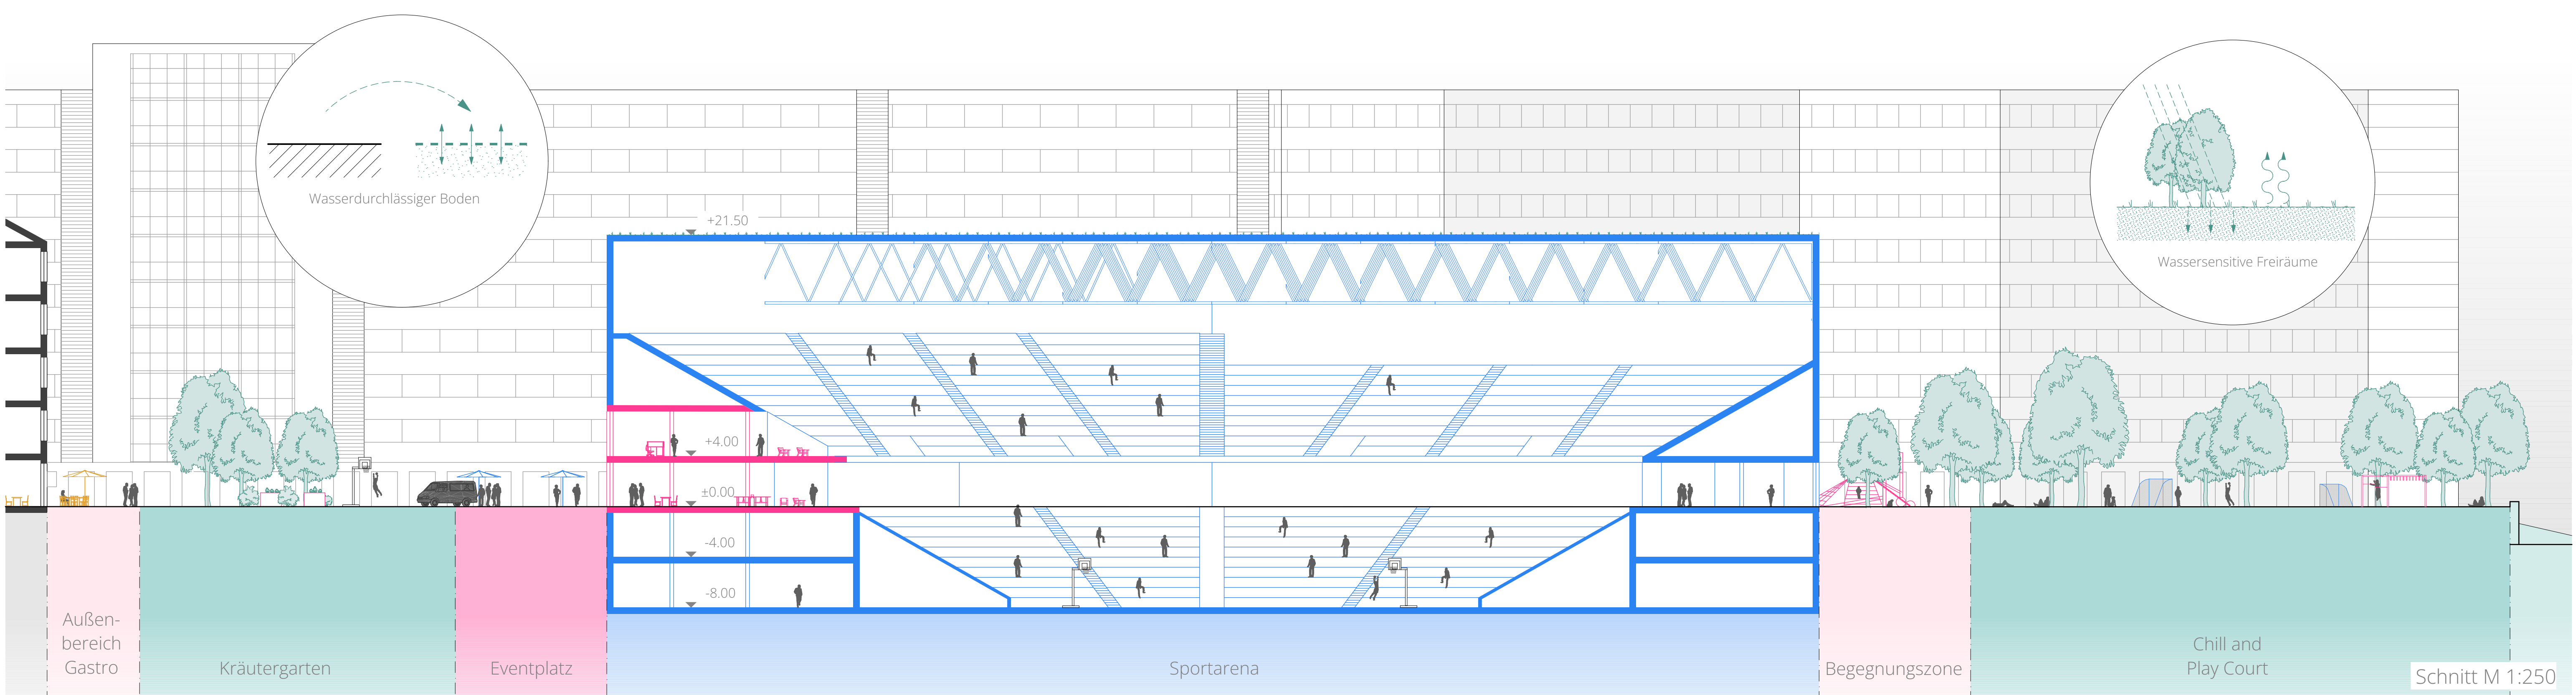 Wasserdurchlässiger Boden
Wassersensitive Freiräume
+21.50
+4.00
±0.00
-4.00
-8.00
Außen-
bereich
Gastro
Kräutergarten
Eventplatz
Sportarena
Begegnungszone
Chill and
Play Court
Schnitt M 1:250